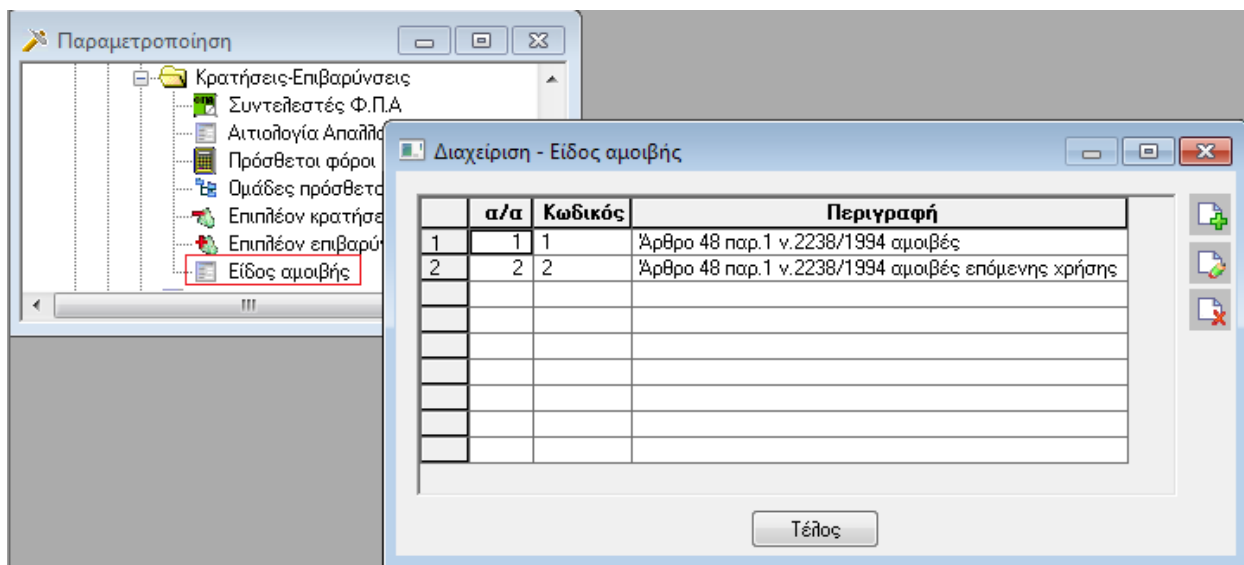 Παραμετροποίηση
Κρατήσεις-Επιβαρύνσεις
Συντελεστές Φ.Π.Α
Αιτιολογία Απαλλα
Πρόσθετοι φόροι
Ομάδες πρόσθετο
Επιπλέον κρατήσε
Επιπλέον επιβαρύν
Είδος αμοιβής
Διαχείριση - Είδος αμοιβής
α/α Κωδικός Περιγραφή
1 1 1 Άρθρο 48 παρ.1 ν.2238/1994 αμοιβές
2 2 2 Άρθρο 48 παρ.1 ν.2238/1994 αμοιβές επόμενης χρήσης
Τέλος